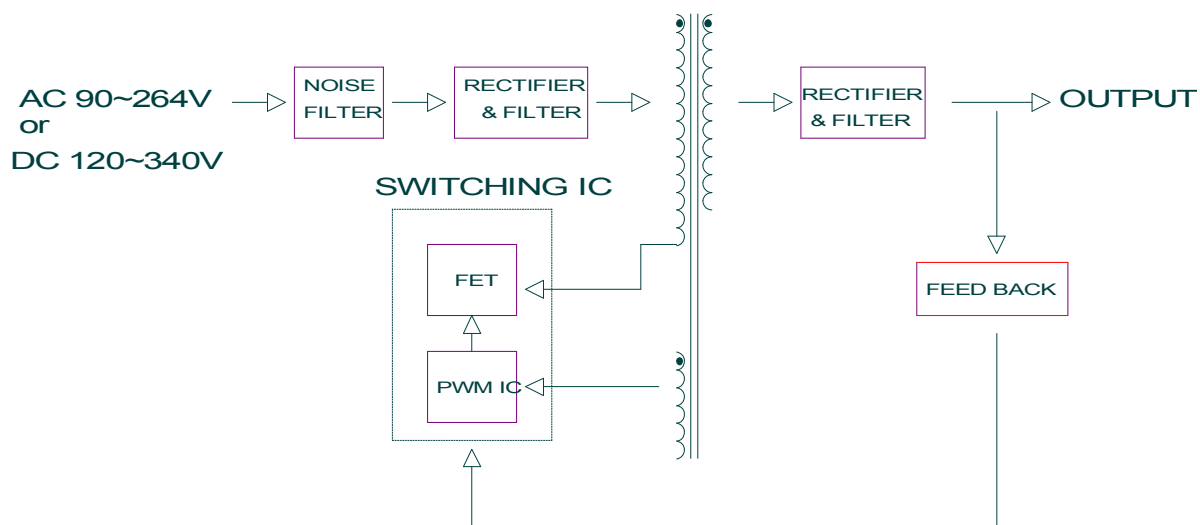 AC 90~264V
or
DC 120~340V
NOISE
FILTER
RECTIFIER
& FILTER
RECTIFIER
& FILTER
OUTPUT
SWITCHING IC
FET
PWM IC
FEED BACK